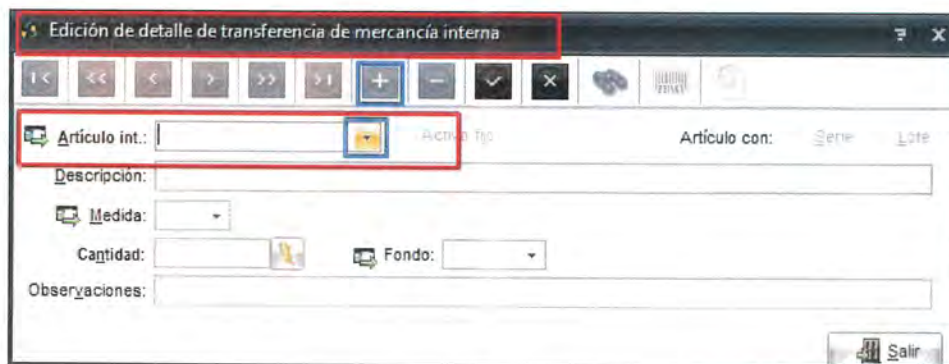 Edición de detalle de transferencia de mercancía interna
Artículo int.: Activo fijo Artículo con: Serie Lote
Descripción:
Medida:
Cantidad: Fondo:
Observaciones:
Salir